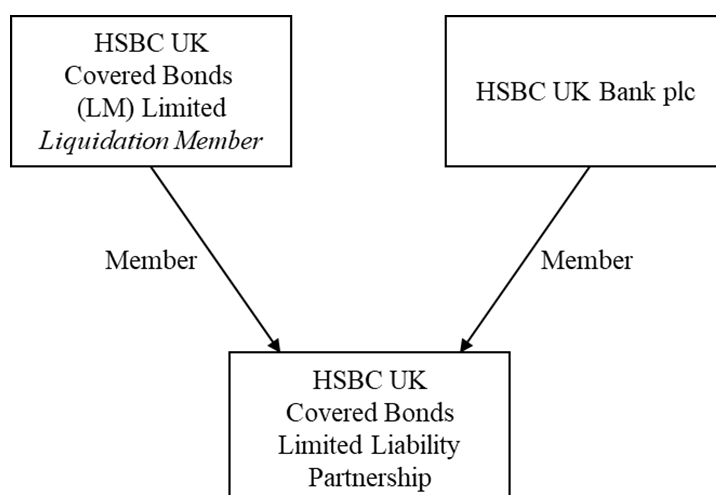 HSBC UK
Covered Bonds
(LM) Limited
Liquidation Member
HSBC UK Bank plc
Member
Member
HSBC UK
Covered Bonds
Limited Liability
Partnership